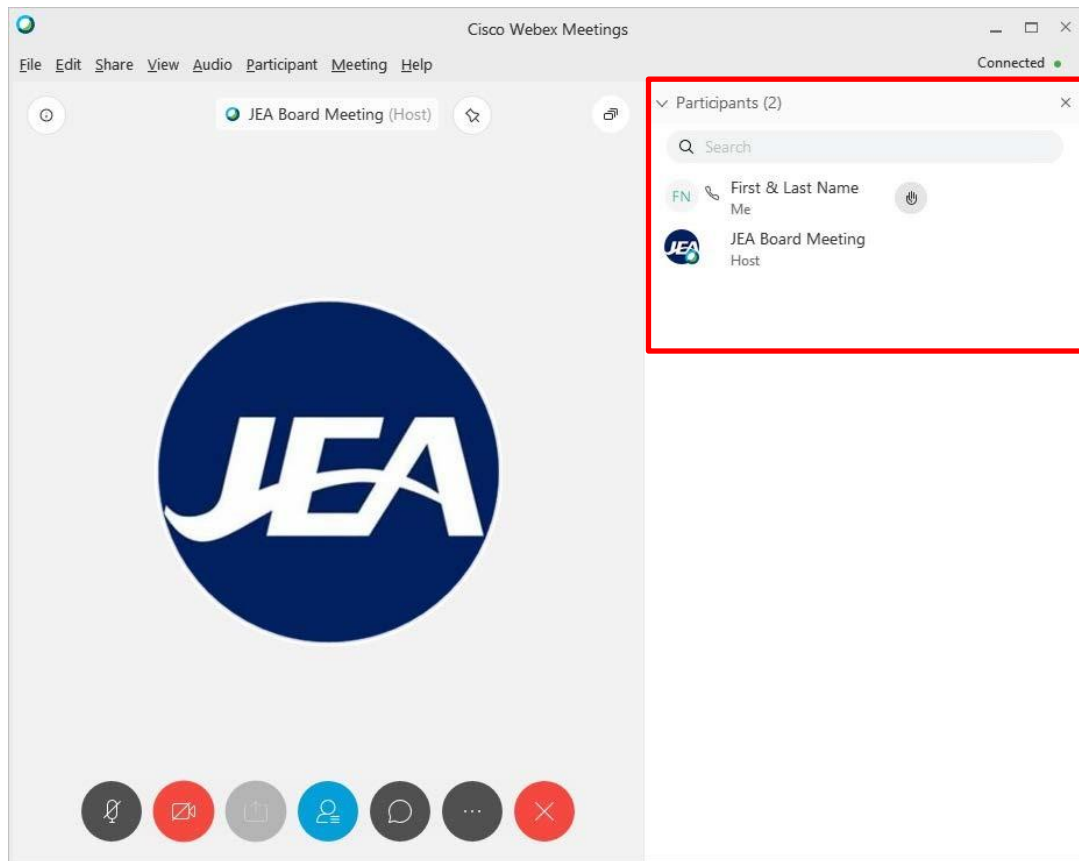 Cisco Webex Meetings
File Edit Share View Audio Participant Meeting Help
Connected
JEA Board Meeting (Host)
JEA
Participants (2)
Search
FN
First & Last Name
Me
JEA
JEA Board Meeting
Host